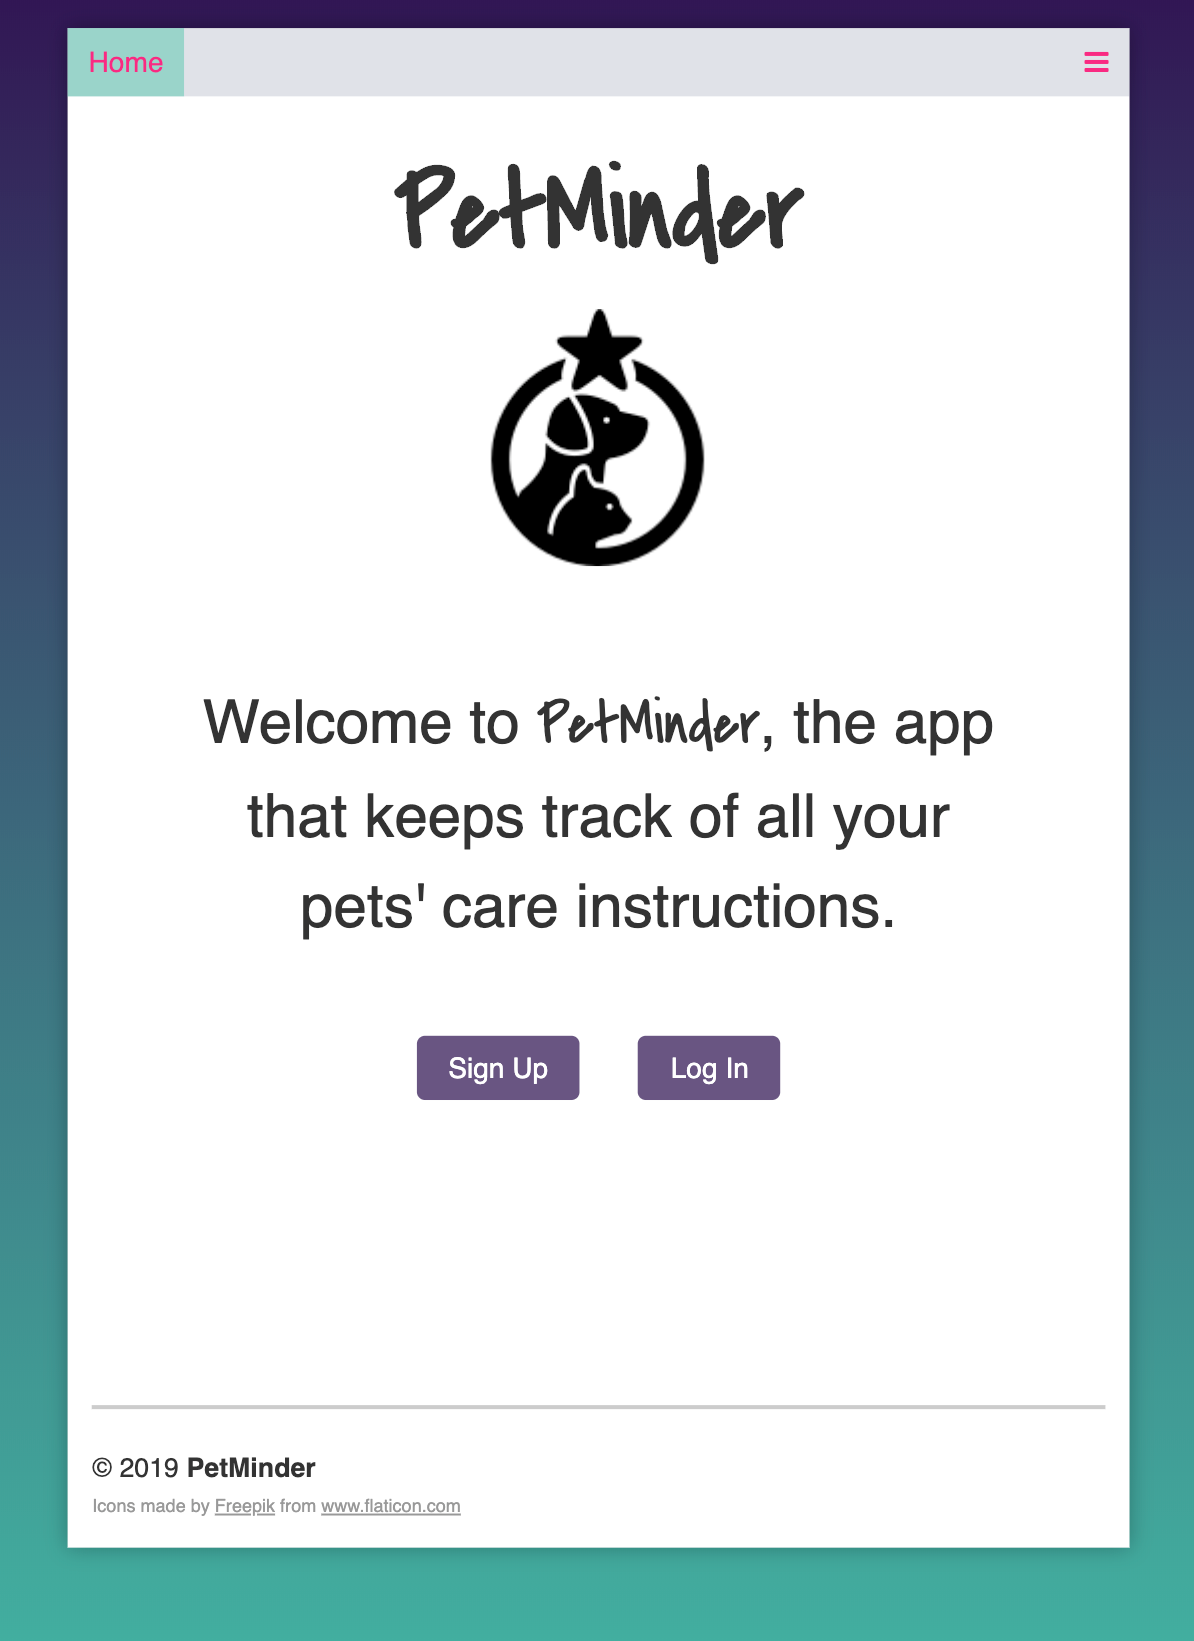 Home
PetMinder
Welcome to PetMinder, the app
that keeps track of all your
pets' care instructions.
Sign Up
Log In
© 2019 PetMinder
Icons made by Freepik from www.flaticon.com